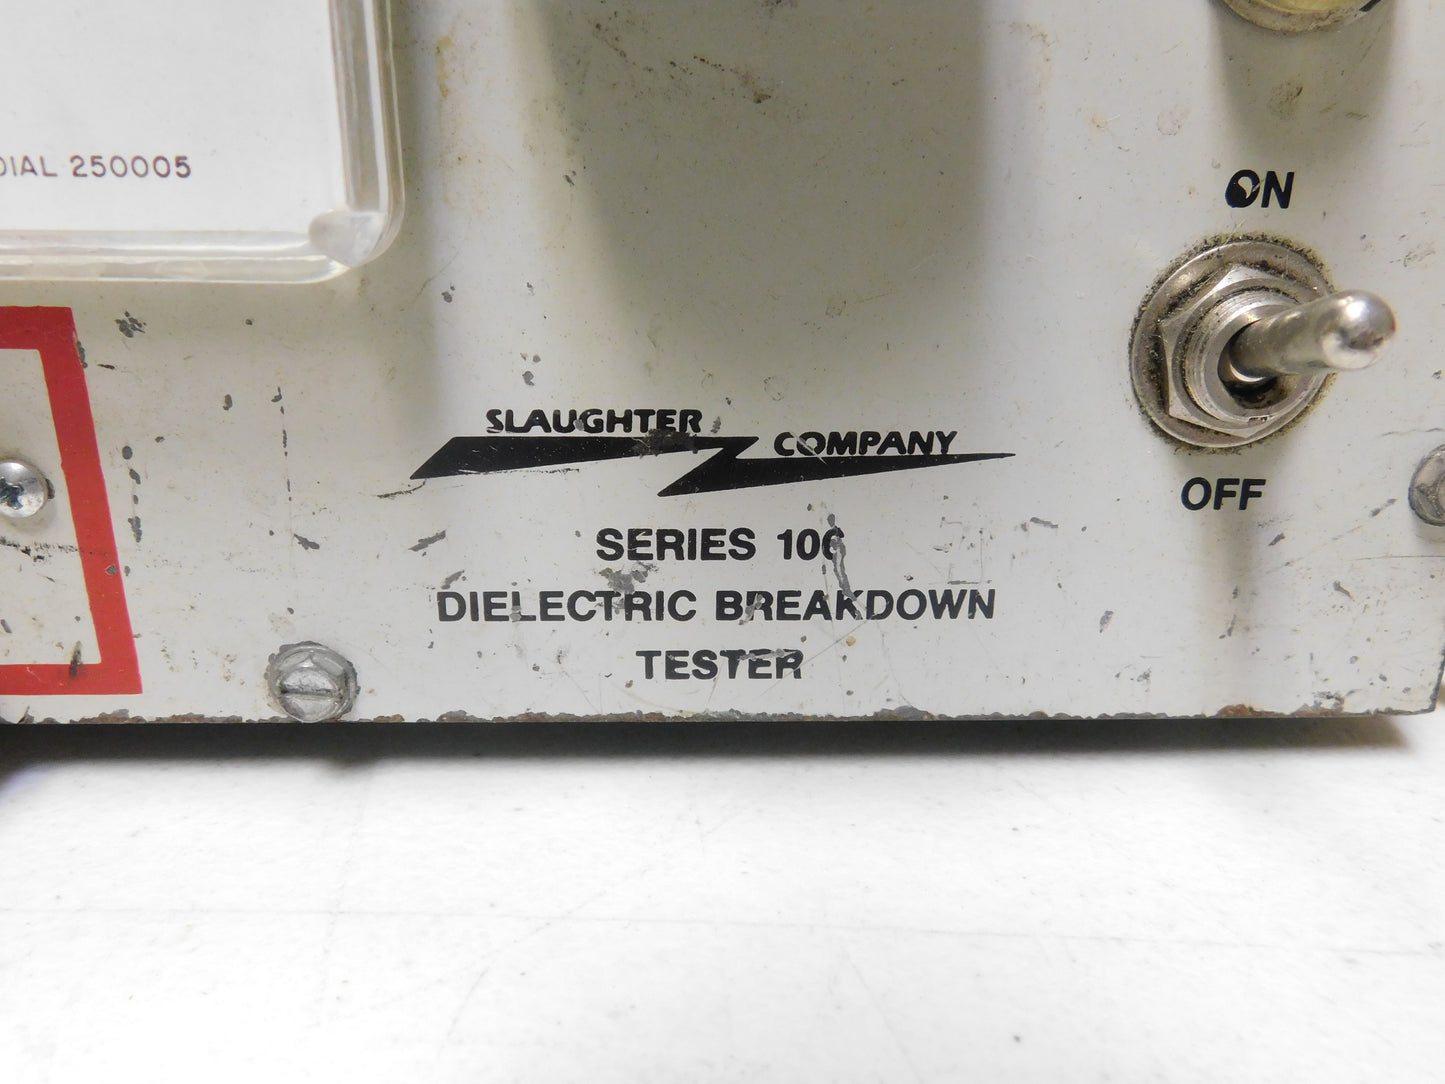 DIAL 250005
ON
OFF
SLAUGHTER COMPANY
SERIES 106
DIELECTRIC BREAKDOWN
TESTER